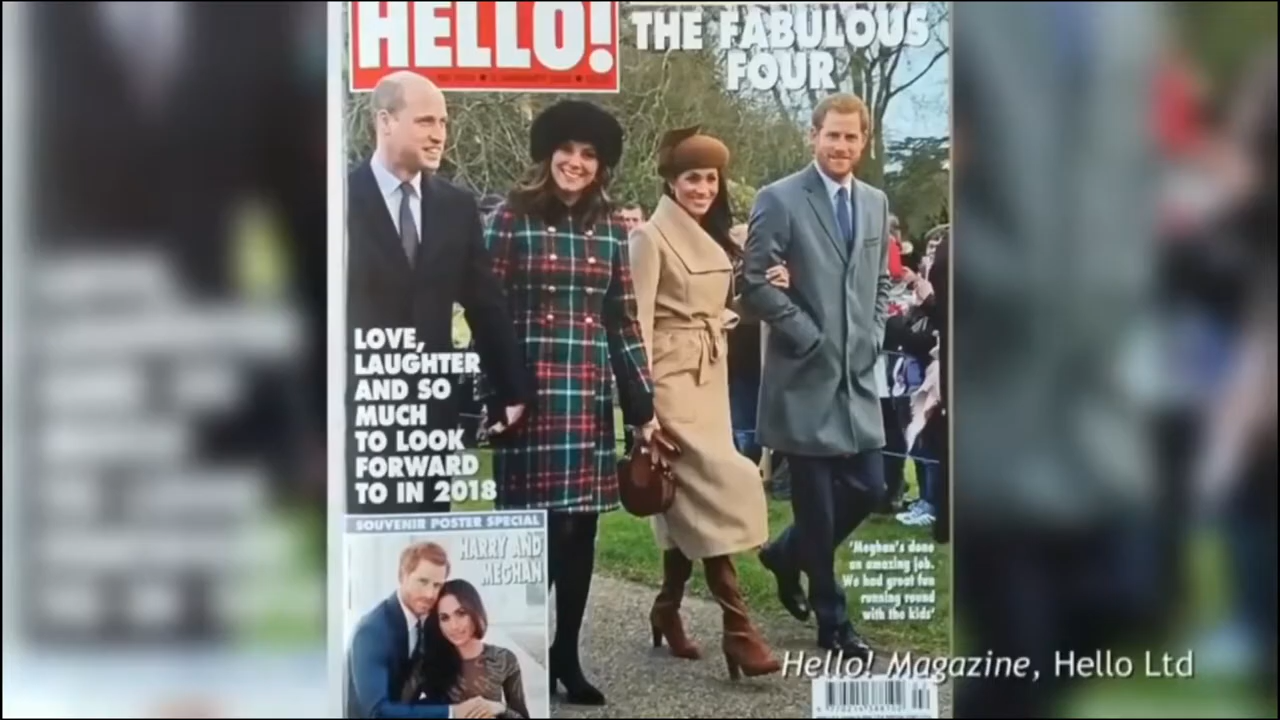 HELLO!
THE FABULOUS
FOUR
LOVE,
LAUGHTER
AND SO
MUCH
TO LOOK
FORWARD
TO IN 2018
SOUVENIR POSTER SPECIAL
HARRY AND
MEGHAN
'Meghan's done
an amazing job.
We had great fun
running round
with the kids'
Hello! Magazine, Hello Ltd